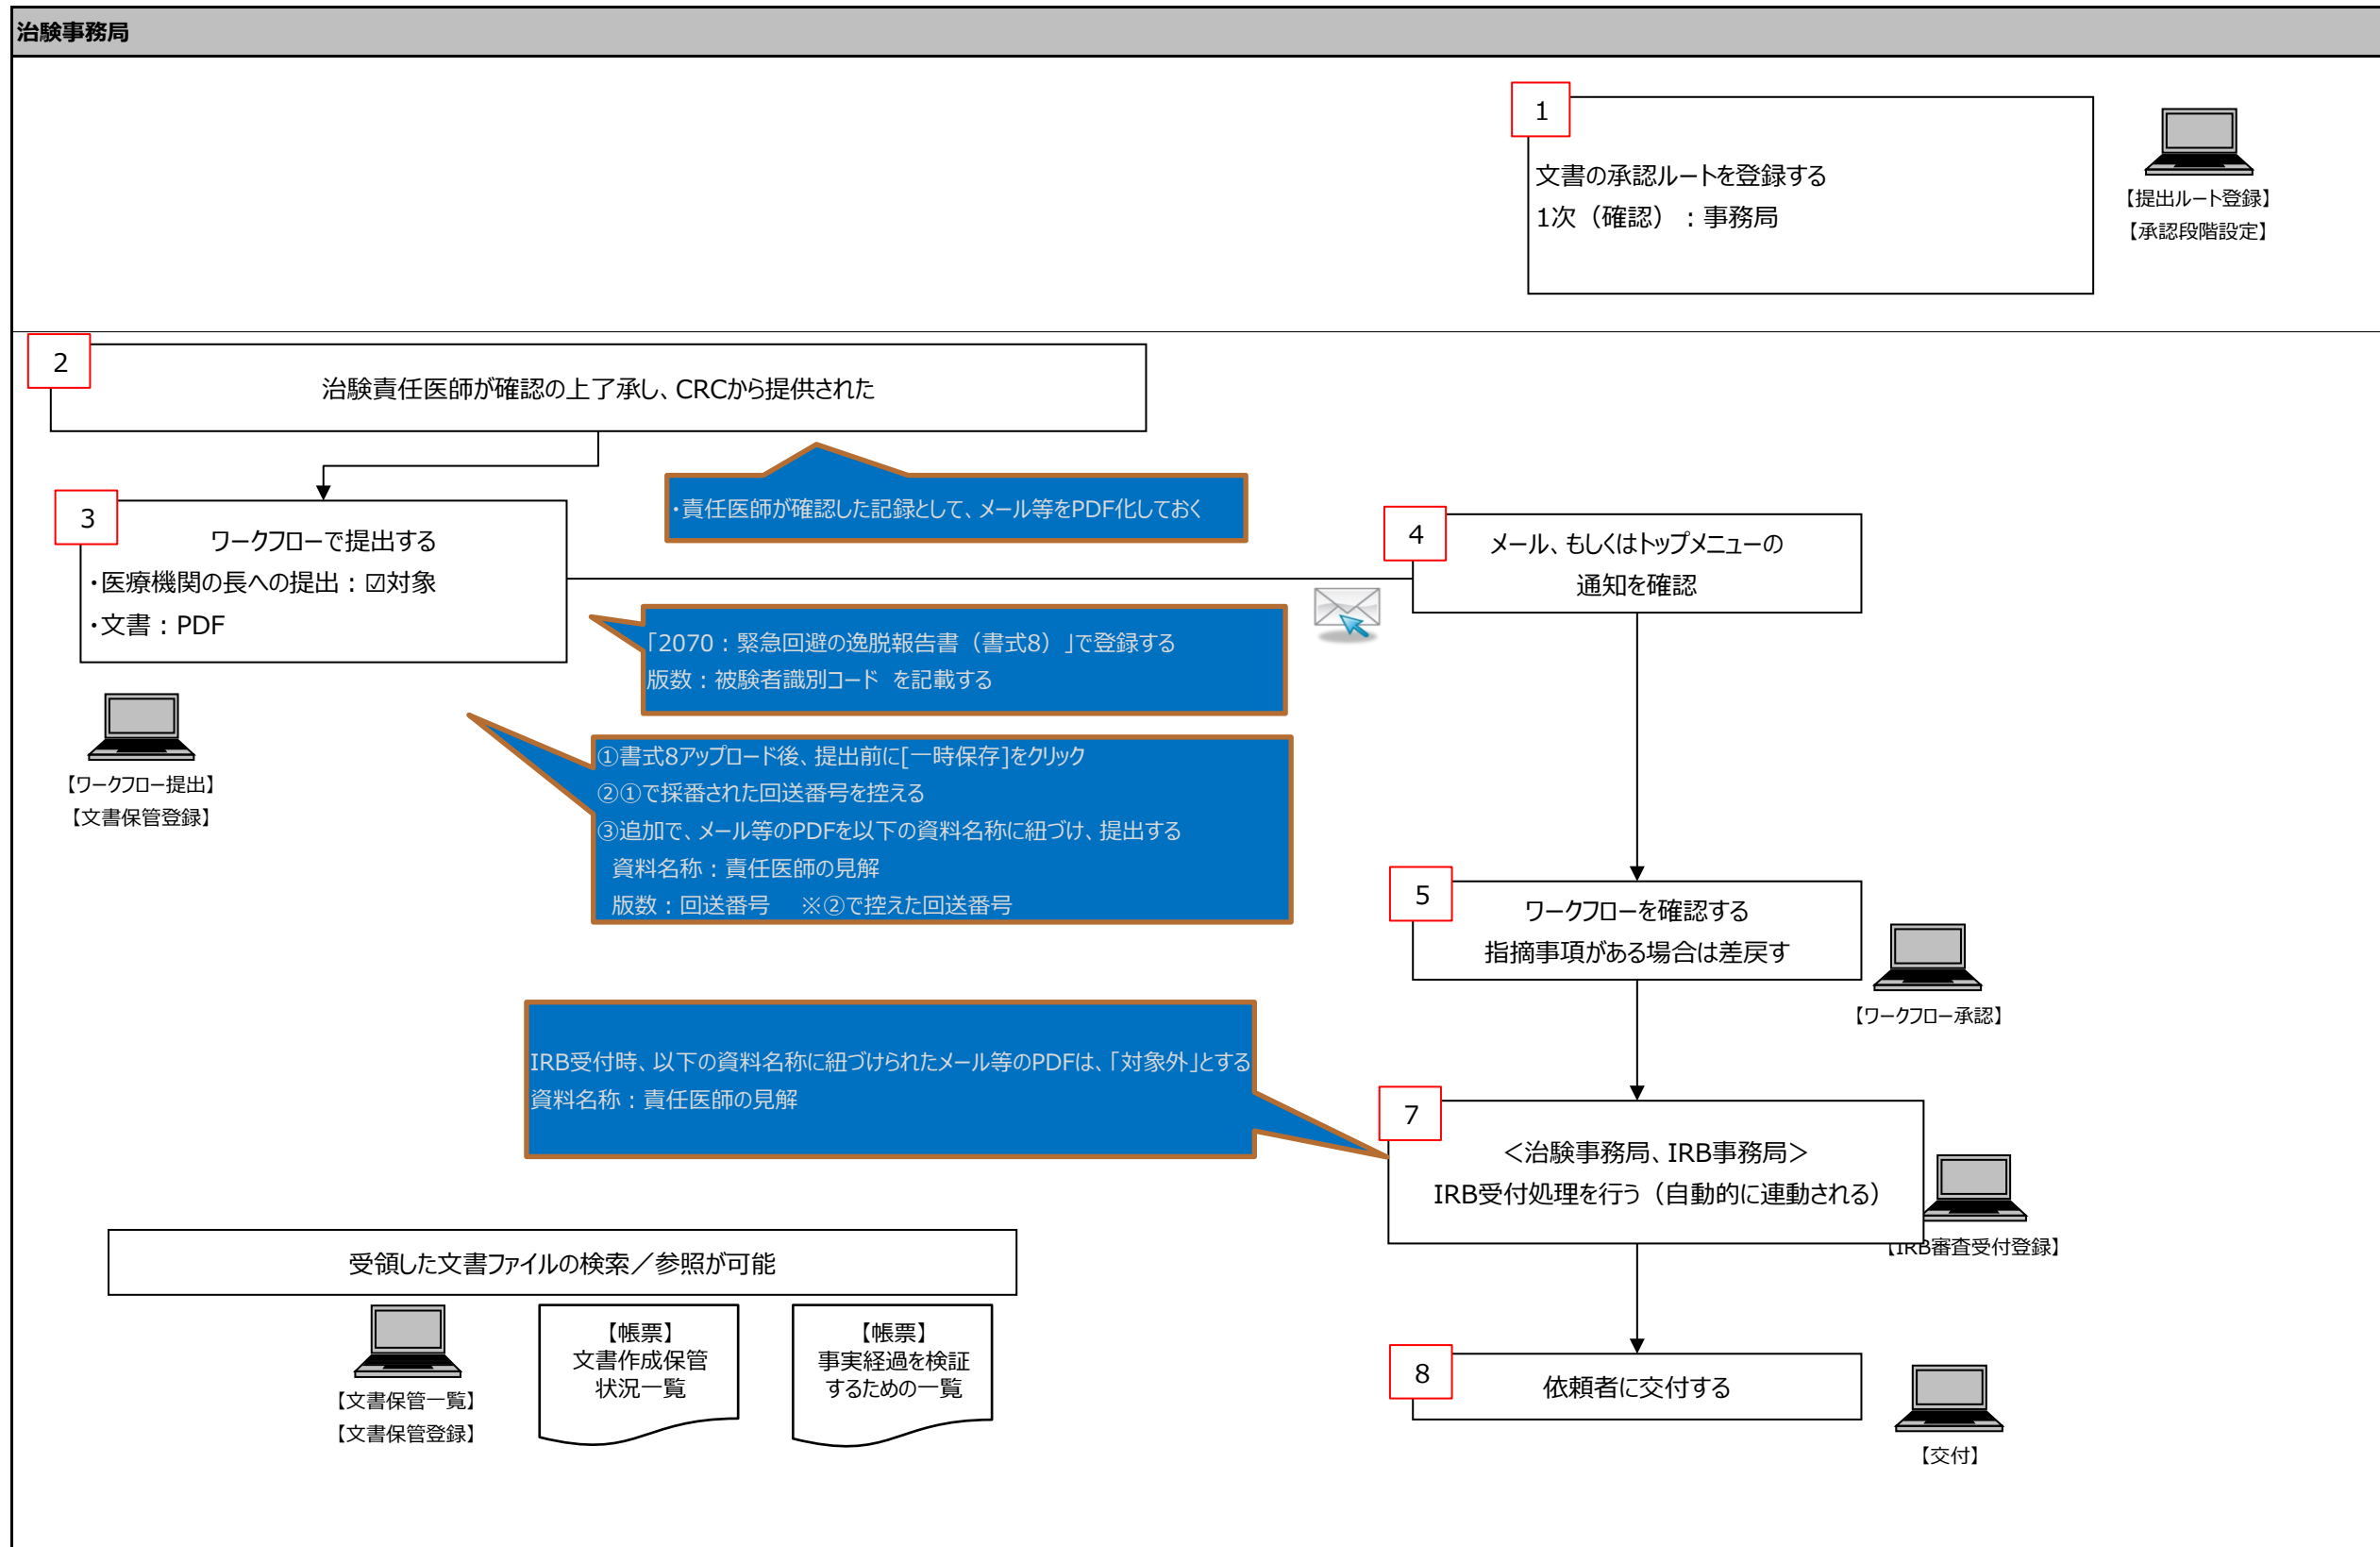 治験事務局
1
文書の承認ルートを登録する
1次（確認）：事務局
【提出ルート登録】
【承認段階設定】
2
治験責任医師が確認の上了承し、CRCから提供された
・責任医師が確認した記録として、メール等をPDF化しておく
3
ワークフローで提出する
・医療機関の長への提出：☑対象
・文書：PDF
4
メール、もしくはトップメニューの
通知を確認
「2070：緊急回避の逸脱報告書（書式8）」で登録する
版数：被験者識別コード を記載する
【ワークフロー提出】
【文書保管登録】
①書式8アップロード後、提出前に[一時保存]をクリック
②①で採番された回送番号を控える
③追加で、メール等のPDFを以下の資料名称に紐づけ、提出する
資料名称：責任医師の見解
版数：回送番号　※②で控えた回送番号
5
ワークフローを確認する
指摘事項がある場合は差戻す
【ワークフロー承認】
IRB受付時、以下の資料名称に紐づけられたメール等のPDFは、「対象外」とする
資料名称：責任医師の見解
7
＜治験事務局、IRB事務局＞
IRB受付処理を行う（自動的に連動される）
【IRB審査受付登録】
受領した文書ファイルの検索／参照が可能
【文書保管一覧】
【文書保管登録】
【帳票】
文書作成保管
状況一覧
【帳票】
事実経過を検証
するための一覧
8
依頼者に交付する
【交付】